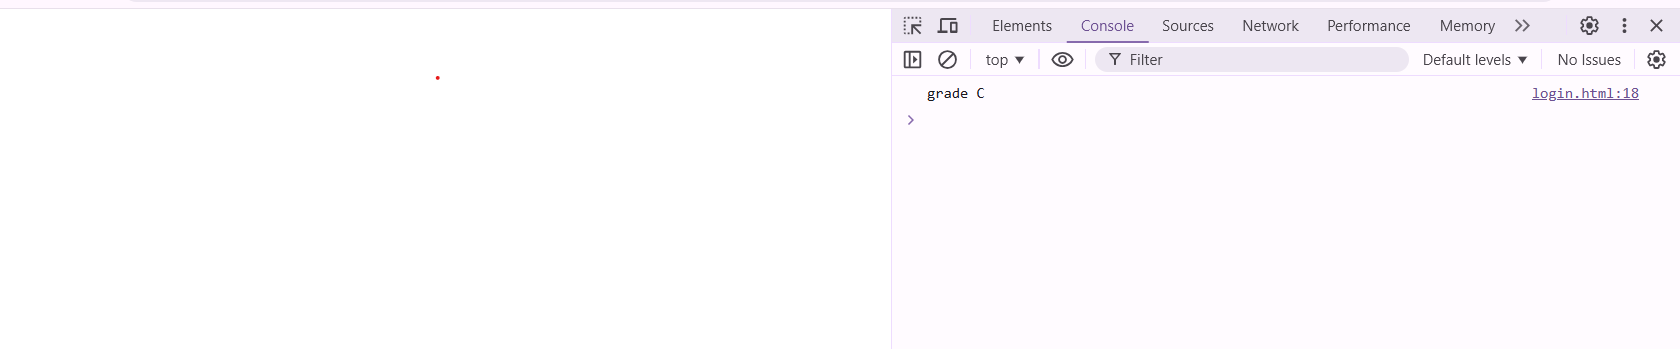 Elements Console Sources Network Performance Memory
top Filter Default levels No Issues
grade C login.html:18